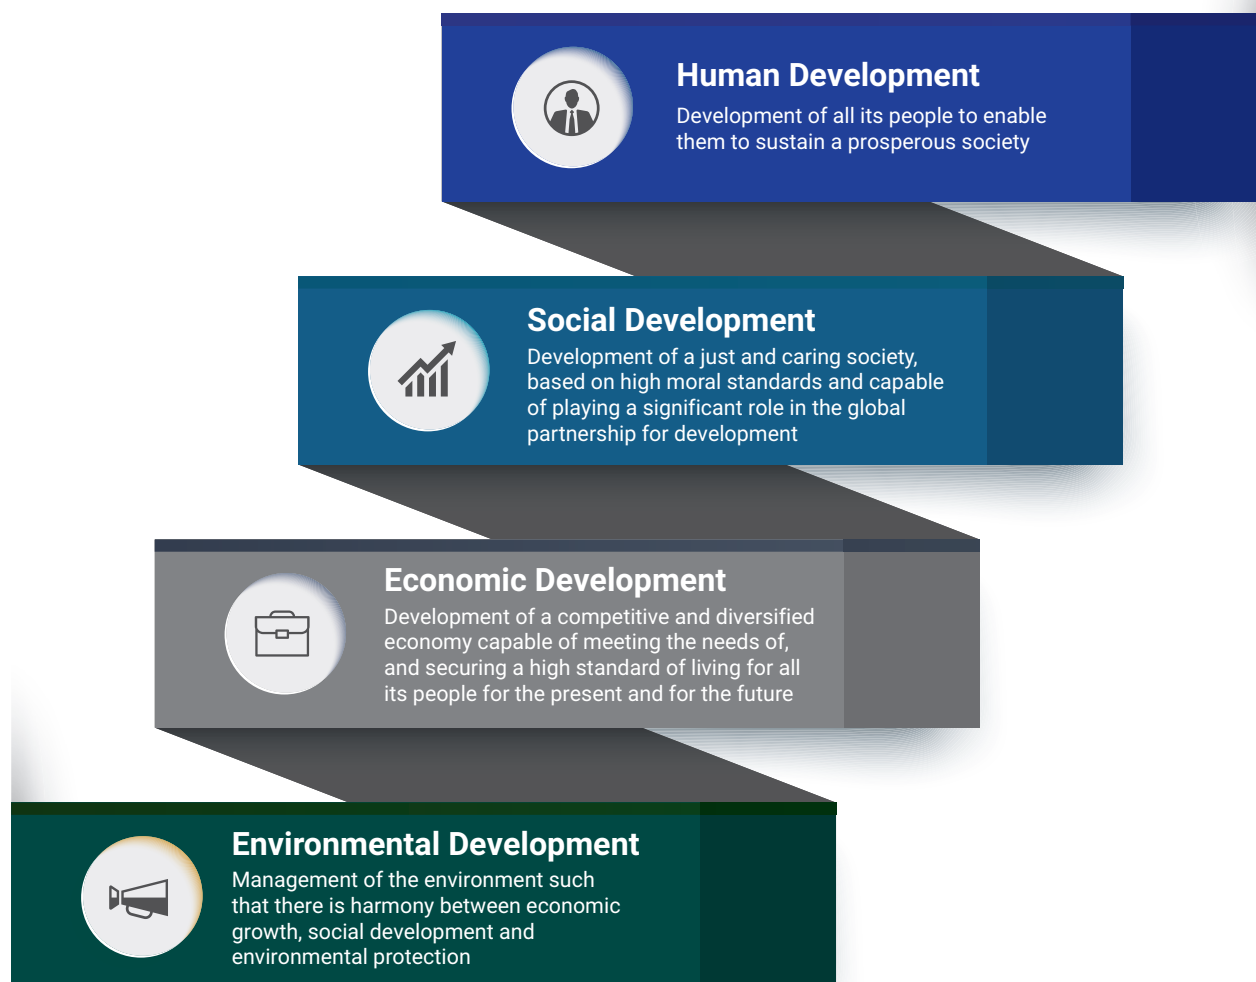 Human Development
Development of all its people to enable
them to sustain a prosperous society
Social Development
Development of a just and caring society,
based on high moral standards and capable
of playing a significant role in the global
partnership for development
Economic Development
Development of a competitive and diversified
economy capable of meeting the needs of,
and securing a high standard of living for all
its people for the present and for the future
Environmental Development
Management of the environment such
that there is harmony between economic
growth, social development and
environmental protection